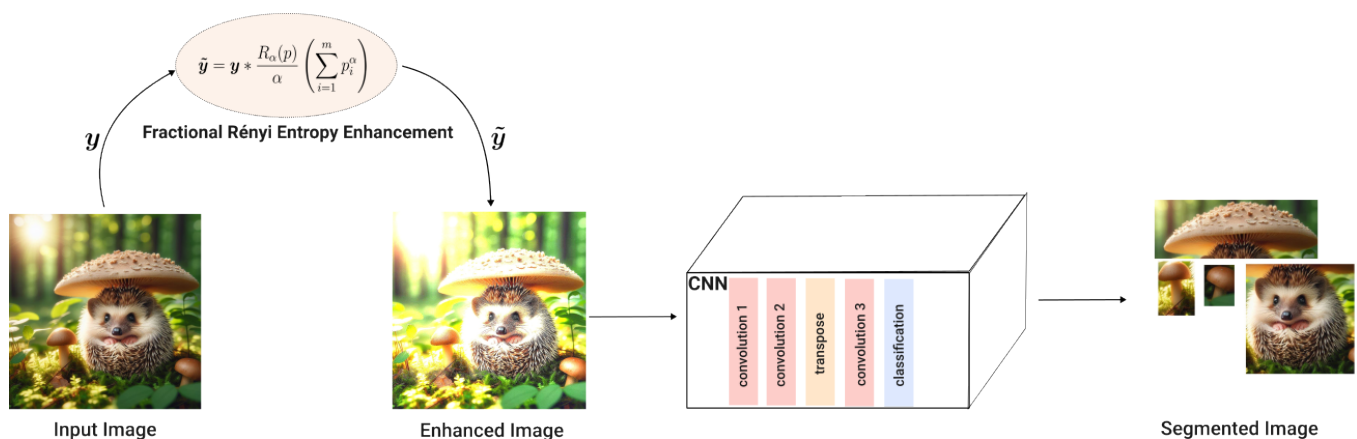 ỹ = y * R_α(p)/α (∑_{i=1}^{m} p_i^α)
Fractional Rényi Entropy Enhancement
y
ỹ
CNN
convolution 1
convolution 2
transpose
convolution 3
classification
Input Image
Enhanced Image
Segmented Image